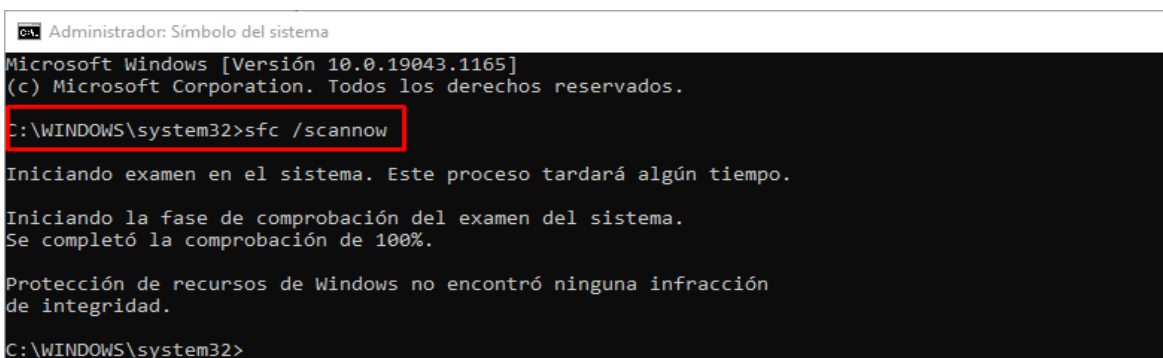 Administrador: Símbolo del sistema
Microsoft Windows [Versión 10.0.19043.1165]
(c) Microsoft Corporation. Todos los derechos reservados.
C:\WINDOWS\system32>sfc /scannow
Iniciando examen en el sistema. Este proceso tardará algún tiempo.
Iniciando la fase de comprobación del examen del sistema.
Se completó la comprobación de 100%.
Protección de recursos de Windows no encontró ninguna infracción
de integridad.
C:\WINDOWS\system32>